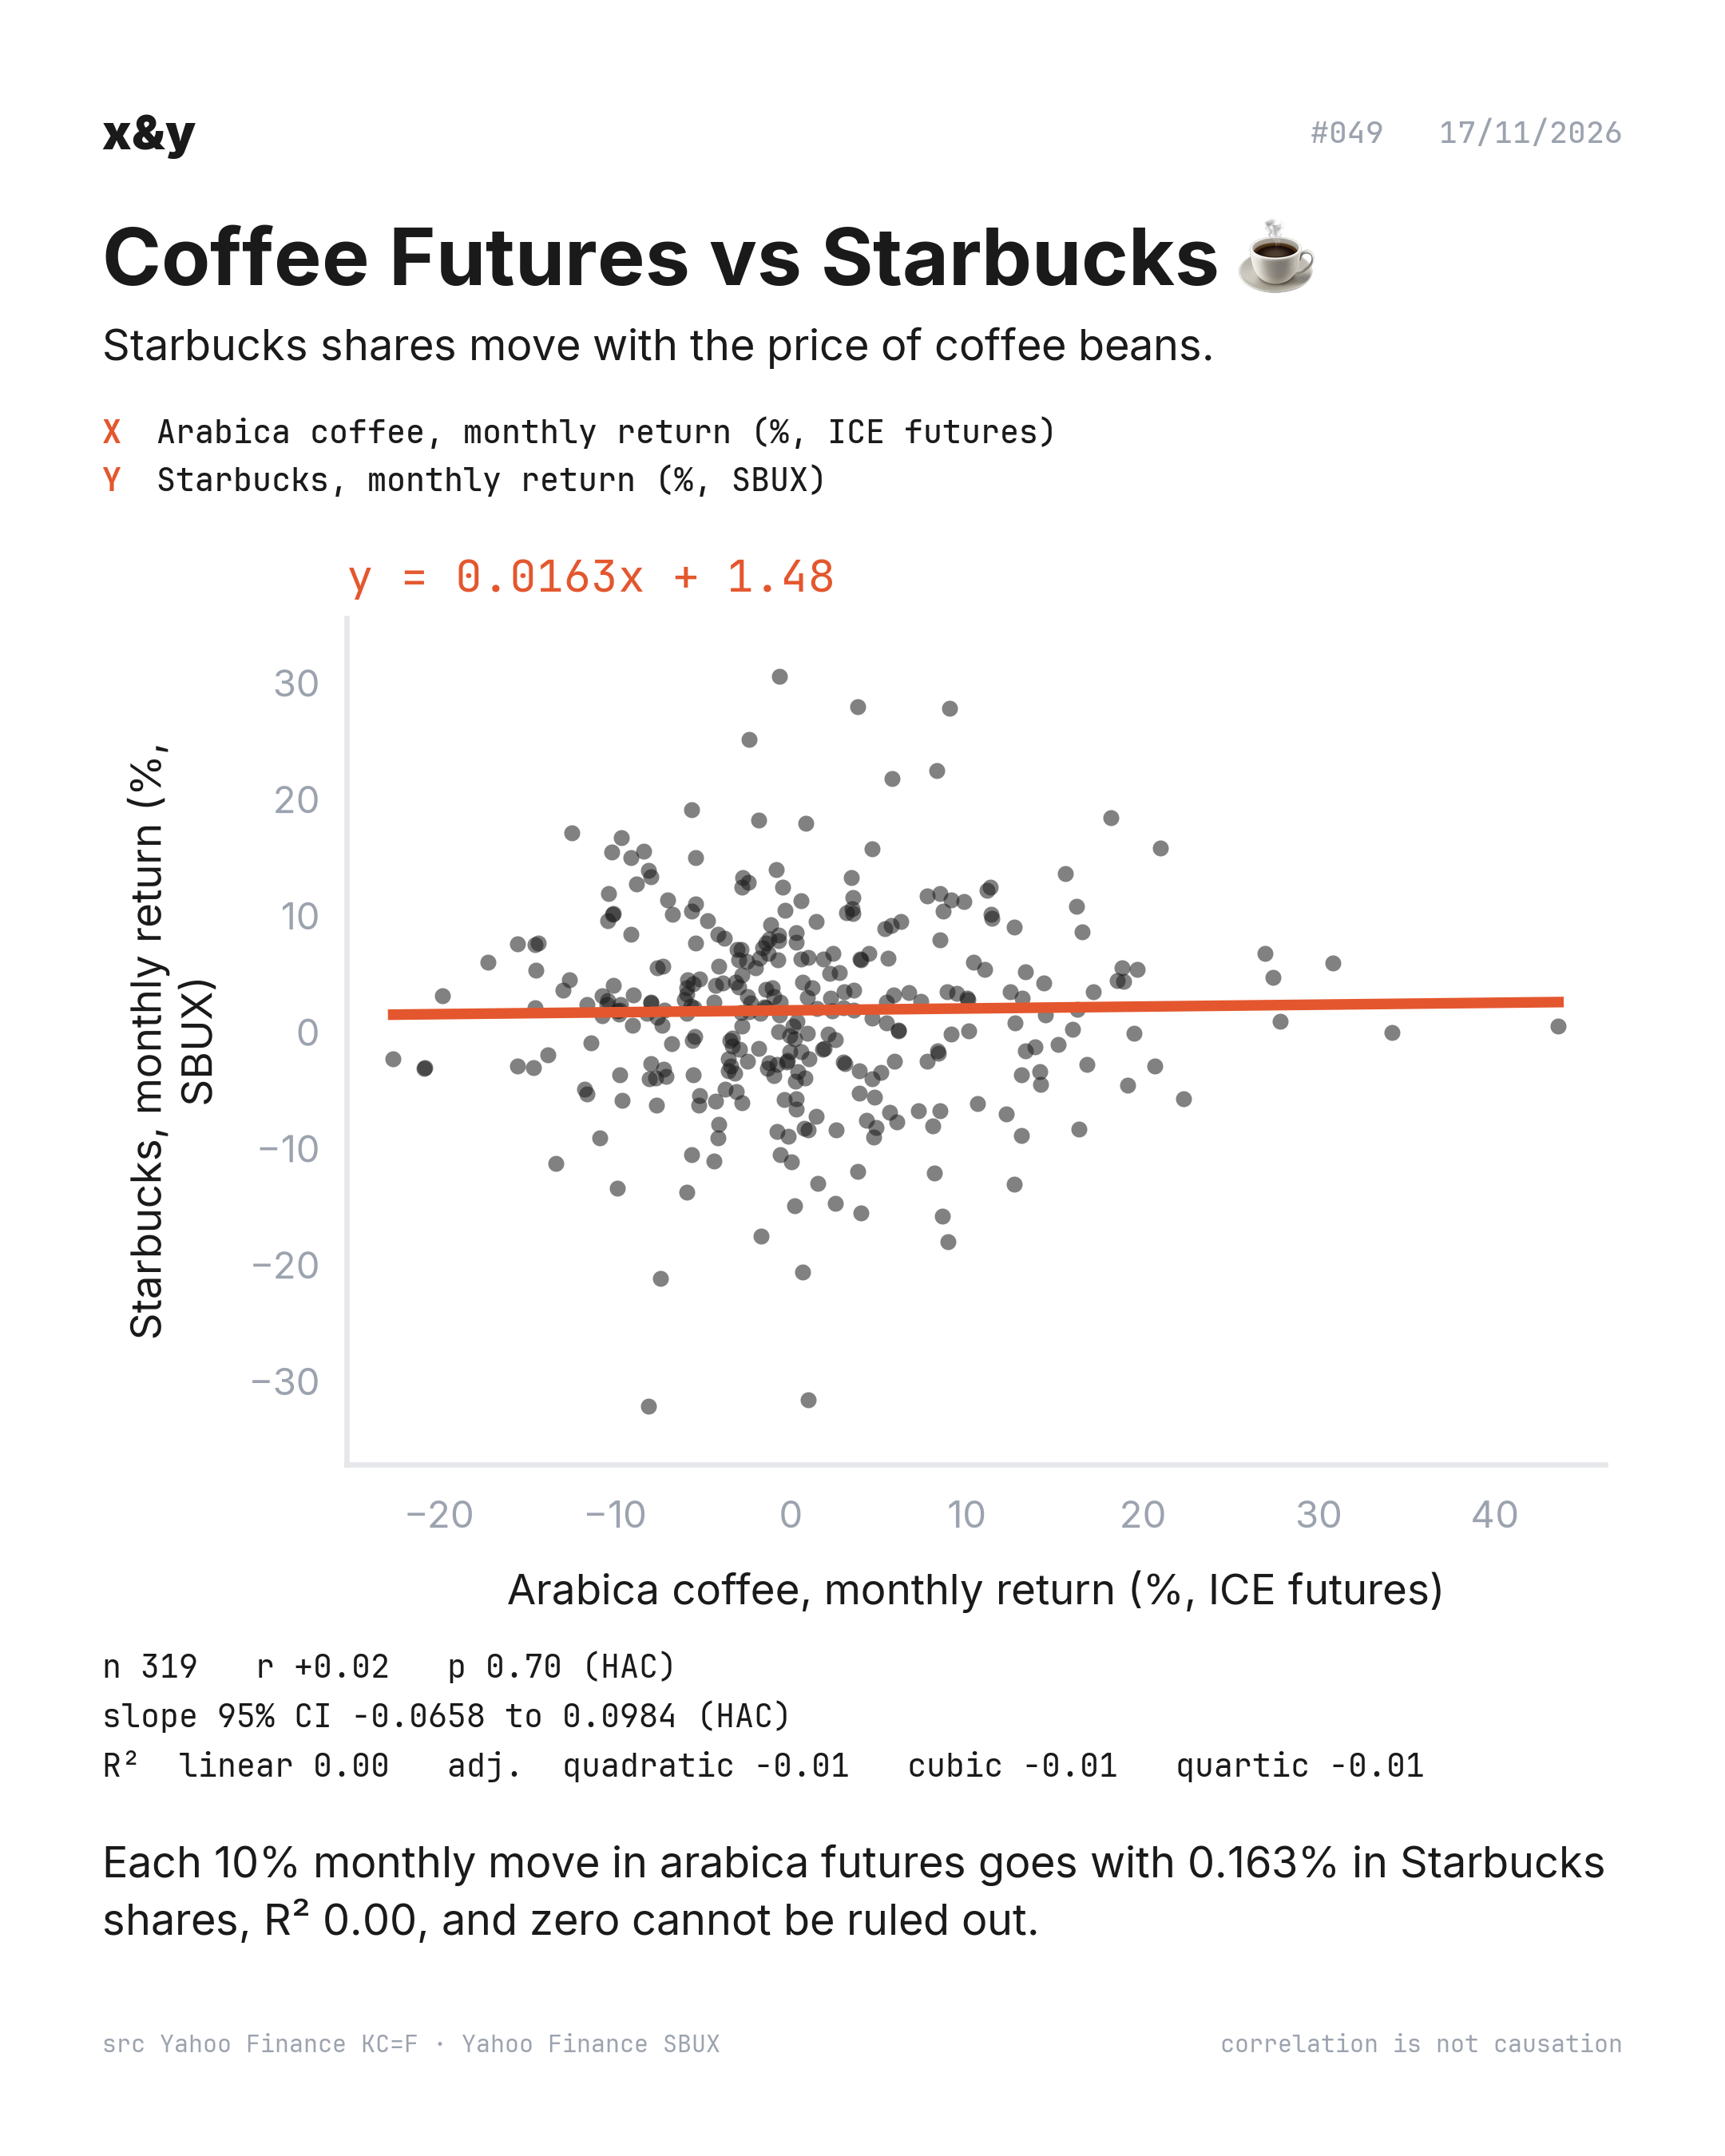 x&y
#049 17/11/2026
Coffee Futures vs Starbucks
Starbucks shares move with the price of coffee beans.
X Arabica coffee, monthly return (%, ICE futures)
Y Starbucks, monthly return (%, SBUX)
y = 0.0163x + 1.48
30
20
10
0
−10
−20
−30
Starbucks, monthly return (%,
SBUX)
−20 −10 0 10 20 30 40
Arabica coffee, monthly return (%, ICE futures)
n 319 r +0.02 p 0.70 (HAC)
slope 95% CI -0.0658 to 0.0984 (HAC)
R² linear 0.00 adj. quadratic -0.01 cubic -0.01 quartic -0.01
Each 10% monthly move in arabica futures goes with 0.163% in Starbucks
shares, R² 0.00, and zero cannot be ruled out.
src Yahoo Finance KC=F · Yahoo Finance SBUX
correlation is not causation